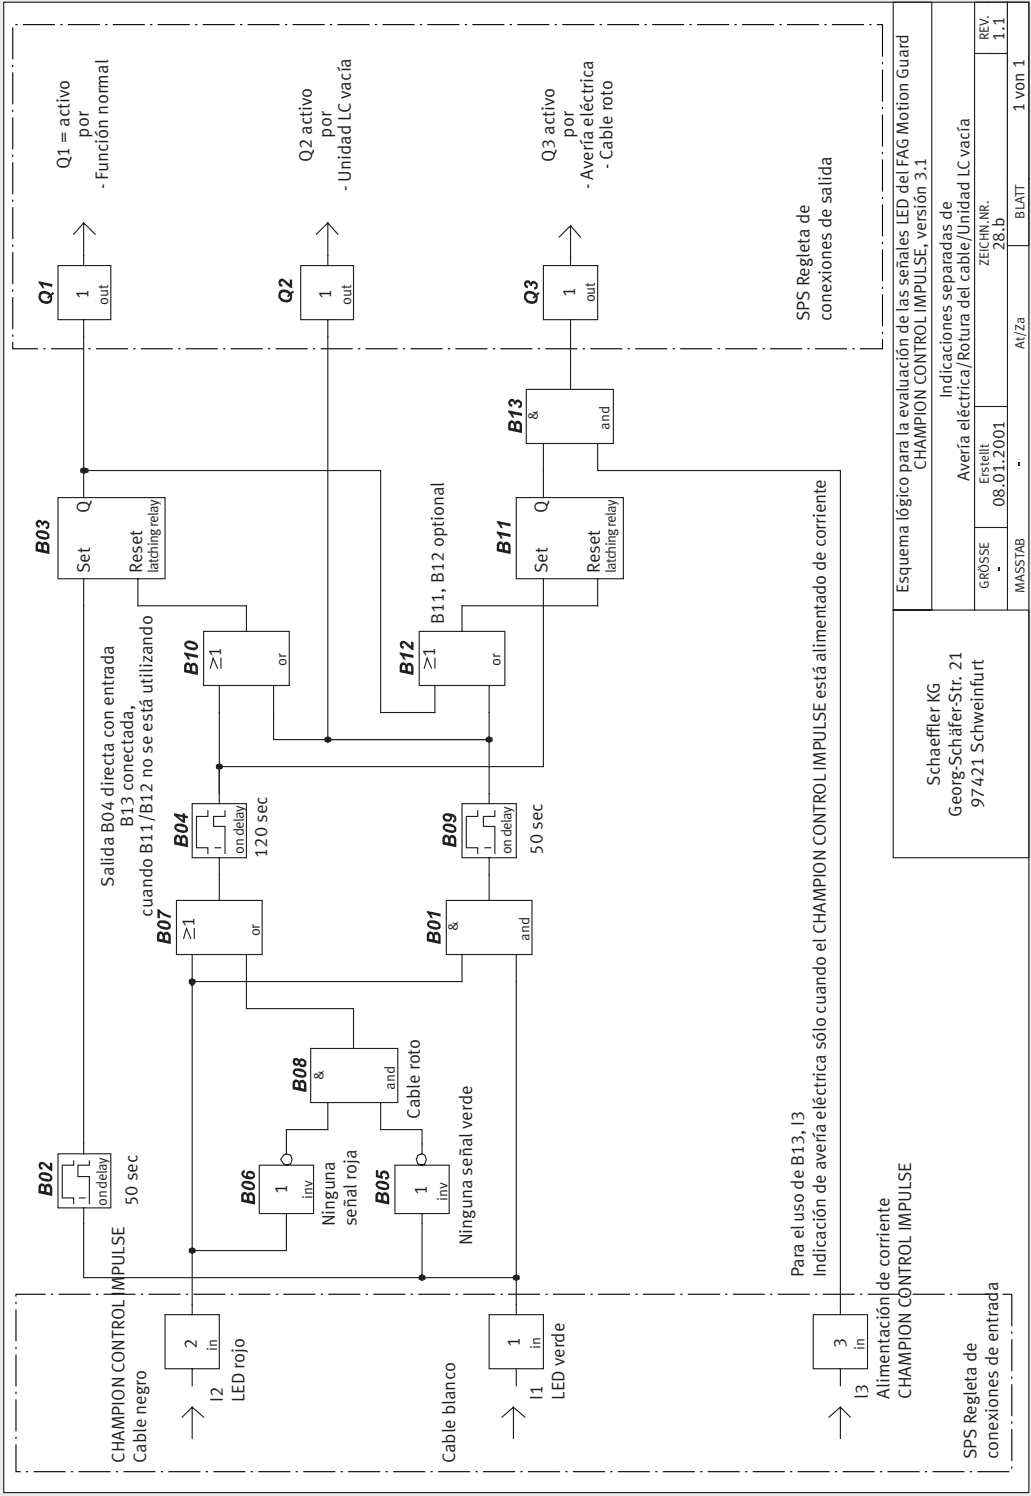 CHAMPION CONTROL IMPULSE
Cable negro
2
in
I2
LED rojo
Cable blanco
1
in
I1
LED verde
3
in
I3
Alimentación de corriente
CHAMPION CONTROL IMPULSE
SPS Regleta de
conexiones de entrada
B02
on delay
50 sec
B06
1
inv
Ninguna
señal roja
B05
1
inv
Ninguna señal verde
B08
&
and
Cable roto
Para el uso de B13, I3
Indicación de avería eléctrica sólo cuando el CHAMPION CONTROL IMPULSE está alimentado de corriente
B07
≥1
or
B01
&
and
Salida B04 directa con entrada
B13 conectada,
cuando B11/B12 no se está utilizando
B04
on delay
120 sec
B09
on delay
50 sec
B10
≥1
or
B12
≥1
or
B11, B12 optional
B03
Set
Q
Reset
latching relay
B11
Set
Q
Reset
latching relay
B13
&
and
Q1
1
out
Q1 = activo
por
- Función normal
Q2
1
out
Q2 activo
por
- Unidad LC vacía
Q3
1
out
Q3 activo
por
- Avería eléctrica
- Cable roto
SPS Regleta de
conexiones de salida
Schaeffler KG
Georg-Schäfer-Str. 21
97421 Schweinfurt
Esquema lógico para la evaluación de las señales LED del FAG Motion Guard
CHAMPION CONTROL IMPULSE, versión 3.1
Indicaciones separadas de
Avería eléctrica/Rotura del cable/Unidad LC vacía
GRÖSSE
-
Erstellt
08.01.2001
ZEICHN.NR.
28.b
REV.
1.1
MASSTAB
-
At/Za
BLATT
1 von 1